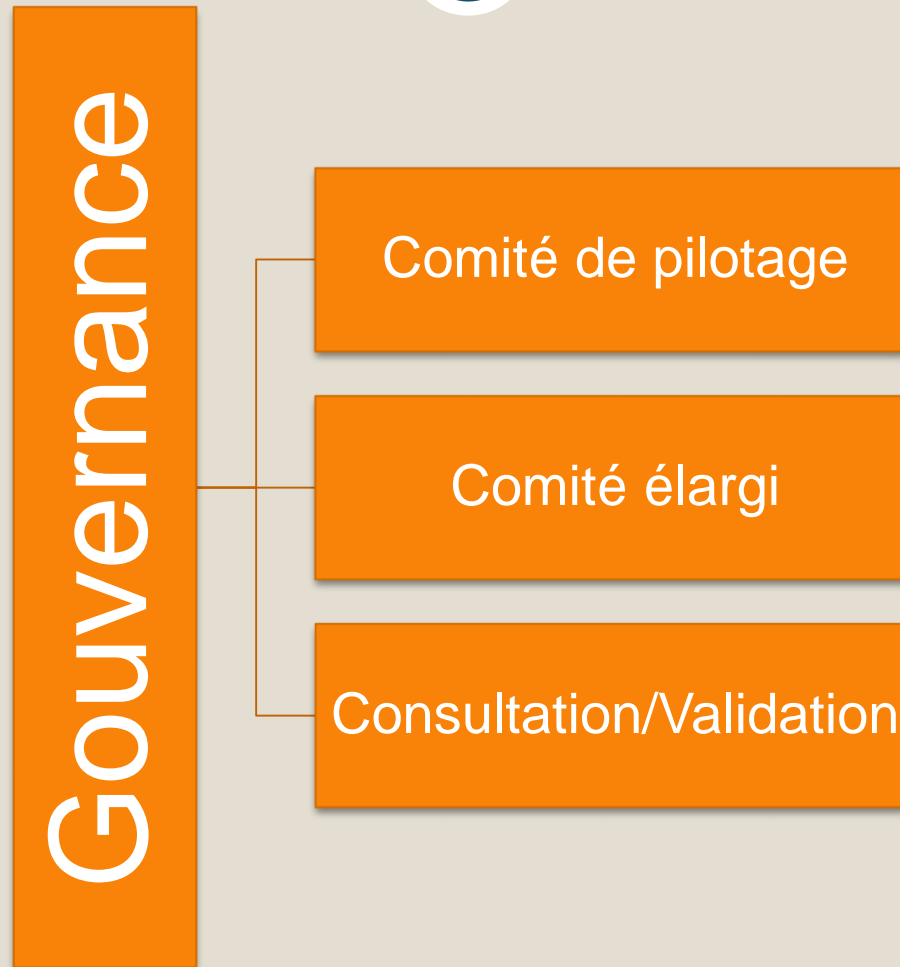 Gouvernance
Comité de pilotage
Comité élargi
Consultation/Validation